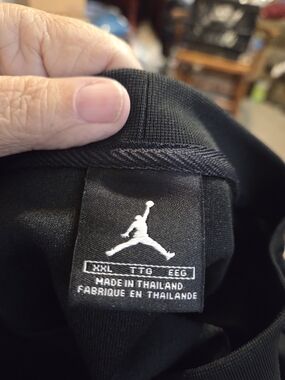 XXL TTG EEG
MADE IN THAILAND
FABRIQUE EN THAILANDE